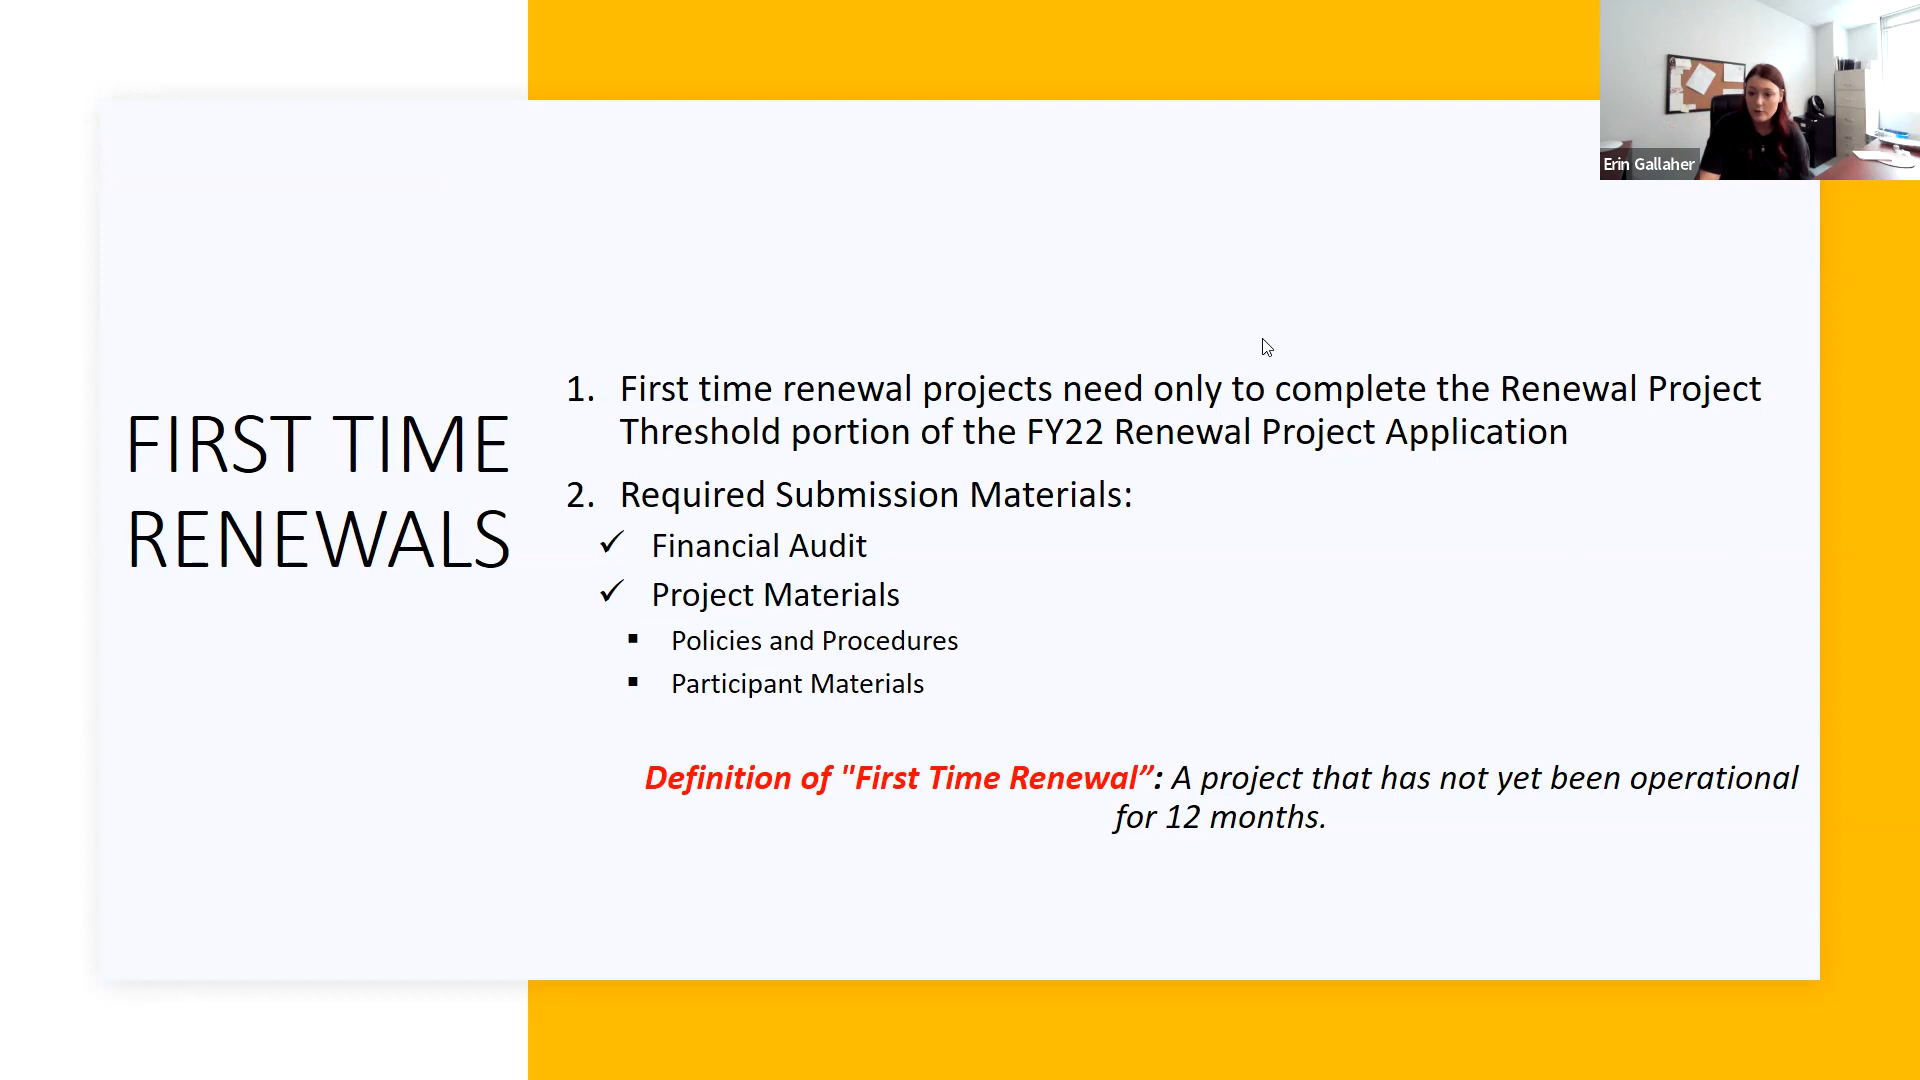 Erin Gallaher
FIRST TIME
RENEWALS
1. First time renewal projects need only to complete the Renewal Project
Threshold portion of the FY22 Renewal Project Application
2. Required Submission Materials:
✓ Financial Audit
✓ Project Materials
▪ Policies and Procedures
▪ Participant Materials
Definition of "First Time Renewal”: A project that has not yet been operational
for 12 months.